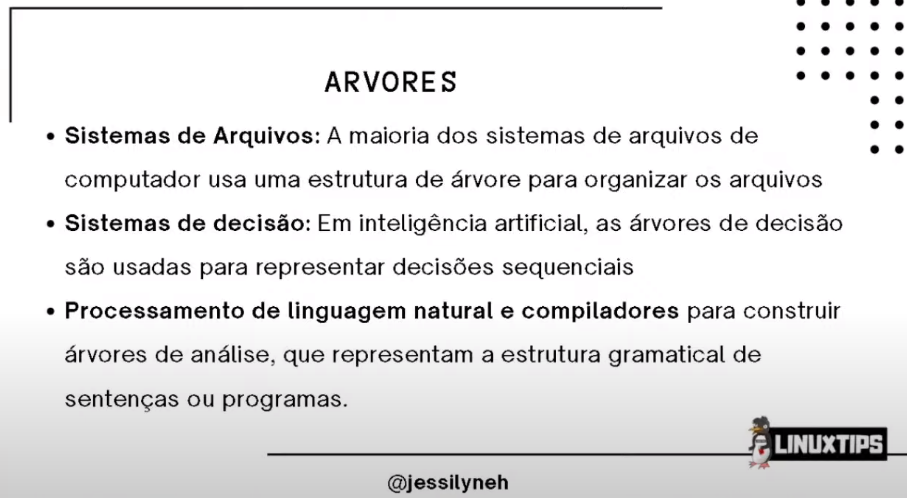 ARVORES
• Sistemas de Arquivos: A maioria dos sistemas de arquivos de
computador usa uma estrutura de árvore para organizar os arquivos
• Sistemas de decisão: Em inteligência artificial, as árvores de decisão
são usadas para representar decisões sequenciais
• Processamento de linguagem natural e compiladores para construir
árvores de análise, que representam a estrutura gramatical de
sentenças ou programas.
LINUXTIPS
@jessilyneh